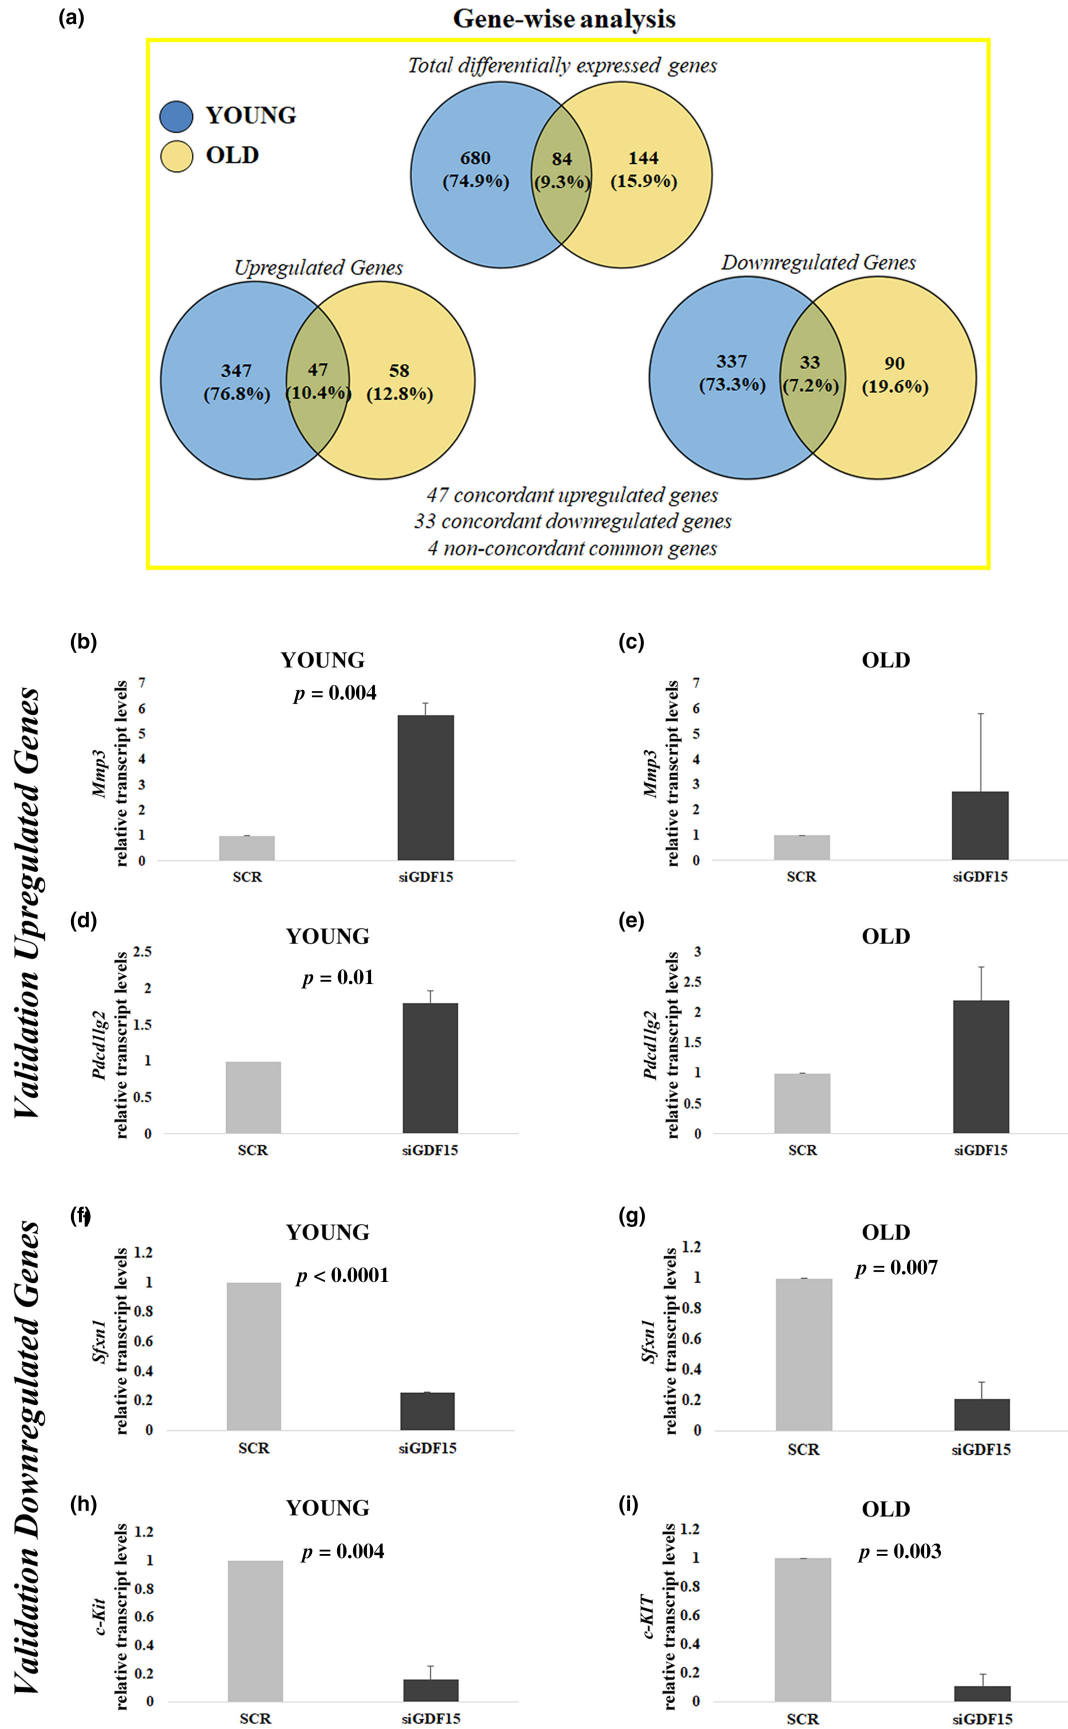 (a)
Gene-wise analysis
Total differentially expressed genes
YOUNG
OLD
680
(74.9%)
84
(9.3%)
144
(15.9%)
Upregulated Genes
347
(76.8%)
47
(10.4%)
58
(12.8%)
Downregulated Genes
337
(73.3%)
33
(7.2%)
90
(19.6%)
47 concordant upregulated genes
33 concordant downregulated genes
4 non-concordant common genes
Validation Upregulated Genes
(b)
YOUNG
p = 0.004
Mmp3
relative transcript levels
7
6
5
4
3
2
1
0
SCR
siGDF15
(c)
OLD
Mmp3
relative transcript levels
7
6
5
4
3
2
1
0
SCR
siGDF15
(d)
YOUNG
p = 0.01
Pdcd1lg2
relative transcript levels
2.5
2
1.5
1
0.5
0
SCR
siGDF15
(e)
OLD
Pdcd1lg2
relative transcript levels
3
2.5
2
1.5
1
0.5
0
SCR
siGDF15
Validation Downregulated Genes
(f)
YOUNG
p < 0.0001
Sfxn1
relative transcript levels
1.2
1
0.8
0.6
0.4
0.2
0
SCR
siGDF15
(g)
OLD
p = 0.007
Sfxn1
relative transcript levels
1.2
1
0.8
0.6
0.4
0.2
0
SCR
siGDF15
(h)
YOUNG
p = 0.004
c-Kit
relative transcript levels
1.2
1
0.8
0.6
0.4
0.2
0
SCR
siGDF15
(i)
OLD
p = 0.003
c-KIT
relative transcript levels
1.2
1
0.8
0.6
0.4
0.2
0
SCR
siGDF15